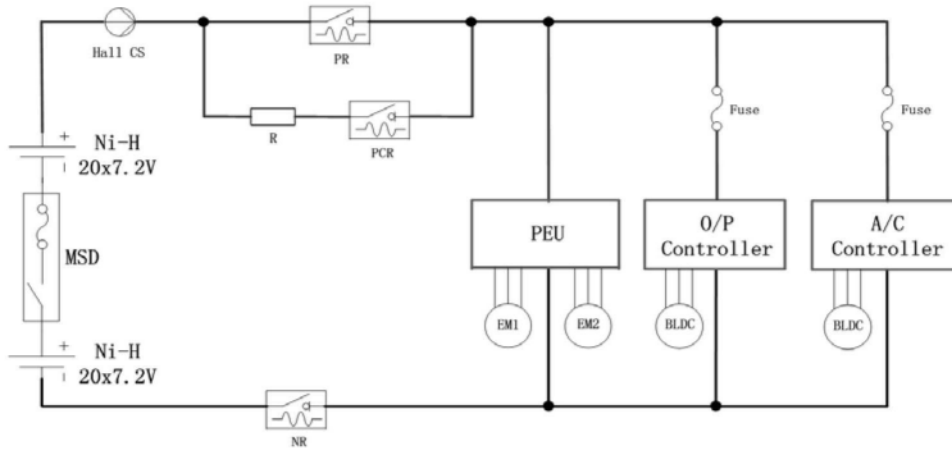 Hall CS
PR
R
PCR
Fuse
Fuse
+
Ni-H
20x7.2V
-
MSD
PEU
O/P
Controller
A/C
Controller
EM1
EM2
BLDC
BLDC
+
Ni-H
20x7.2V
-
NR